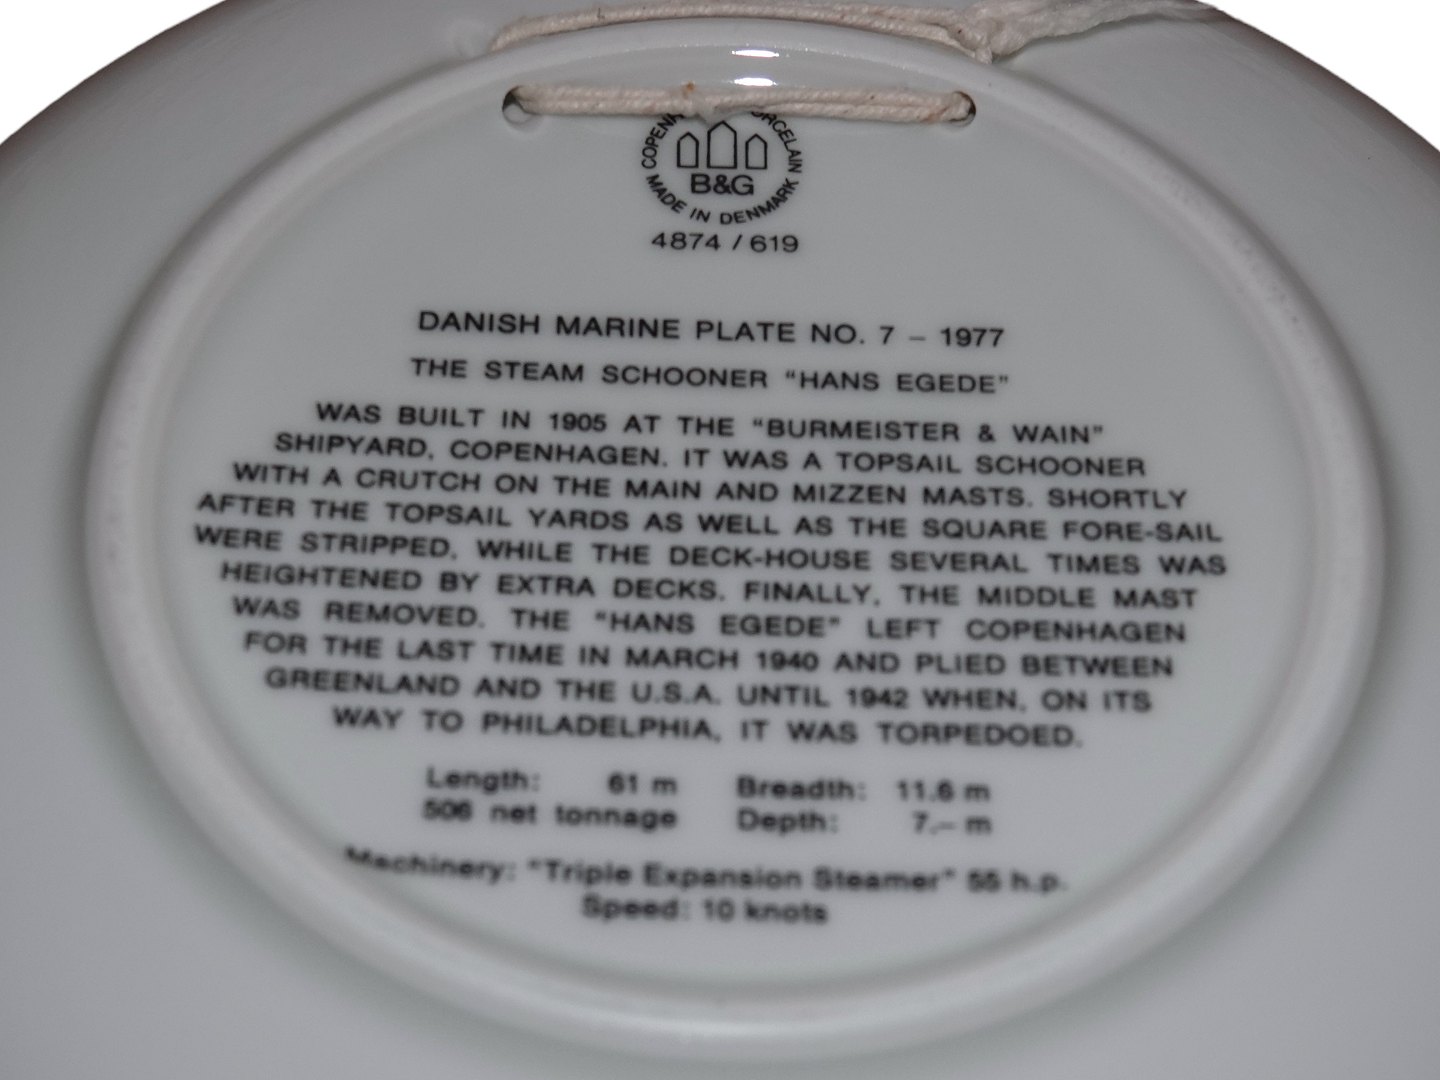 COPENH RCELAIN
B&G
MADE IN DENMARK
4874 / 619
DANISH MARINE PLATE NO. 7 – 1977
THE STEAM SCHOONER “HANS EGEDE”
WAS BUILT IN 1905 AT THE “BURMEISTER & WAIN”
SHIPYARD, COPENHAGEN. IT WAS A TOPSAIL SCHOONER
WITH A CRUTCH ON THE MAIN AND MIZZEN MASTS. SHORTLY
AFTER THE TOPSAIL YARDS AS WELL AS THE SQUARE FORE-SAIL
WERE STRIPPED, WHILE THE DECK-HOUSE SEVERAL TIMES WAS
HEIGHTENED BY EXTRA DECKS. FINALLY, THE MIDDLE MAST
WAS REMOVED. THE “HANS EGEDE” LEFT COPENHAGEN
FOR THE LAST TIME IN MARCH 1940 AND PLIED BETWEEN
GREENLAND AND THE U.S.A. UNTIL 1942 WHEN, ON ITS
WAY TO PHILADELPHIA, IT WAS TORPEDOED.
Length: 61 m Breadth: 11.6 m
506 net tonnage Depth: 7.– m
Machinery: “Triple Expansion Steamer” 55 h.p.
Speed: 10 knots